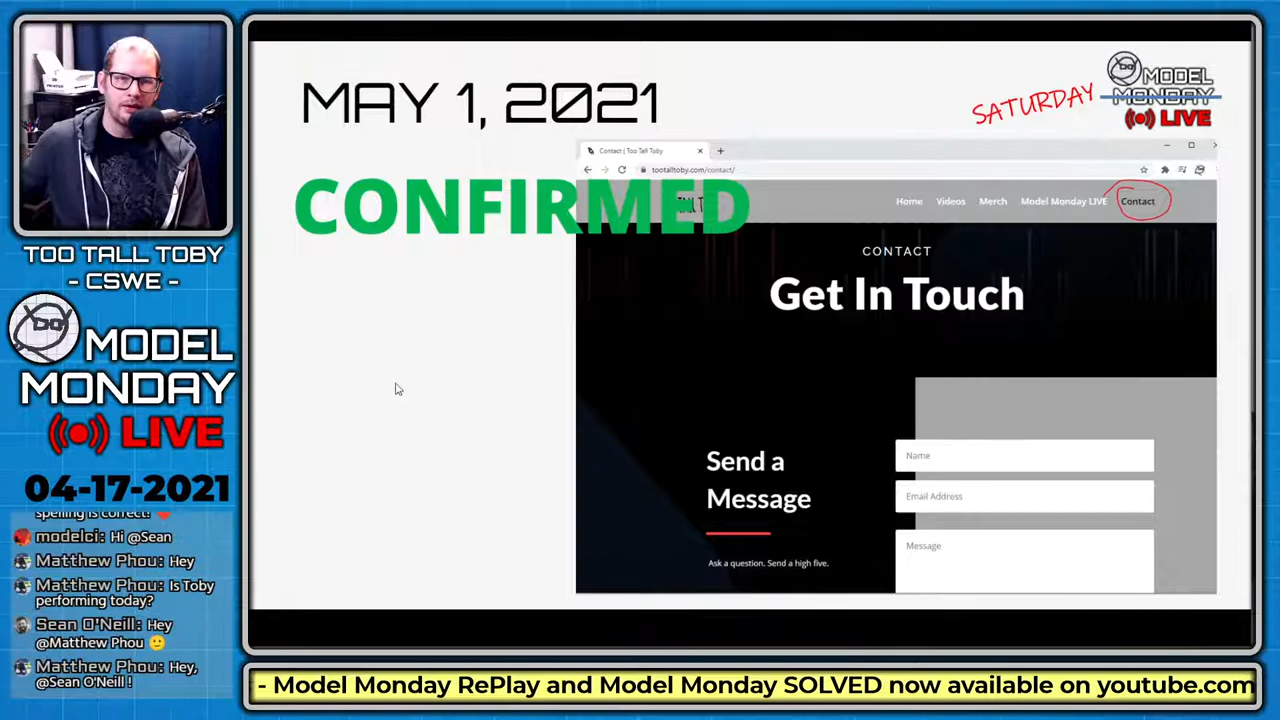 MAY 1, 2021
CONFIRMED
SATURDAY
MODEL
MONDAY
LIVE
Contact | Too Tall Toby
tootalltoby.com/contact/
Home Videos Merch Model Monday LIVE Contact
CONTACT
Get In Touch
Send a
Message
Ask a question. Send a high five.
Name
Email Address
Message
TOO TALL TOBY
- CSWE -
MODEL
MONDAY
LIVE
04-17-2021
spelling is correct!
modelci: Hi @Sean
Matthew Phou: Hey
Matthew Phou: Is Toby
performing today?
Sean O'Neill: Hey
@Matthew Phou
Matthew Phou: Hey,
@Sean O'Neill !
- Model Monday RePlay and Model Monday SOLVED now available on youtube.com